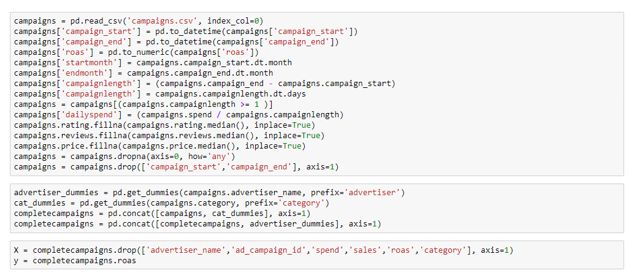 campaigns = pd.read_csv('campaigns.csv', index_col=0)
campaigns['campaign_start'] = pd.to_datetime(campaigns['campaign_start'])
campaigns['campaign_end'] = pd.to_datetime(campaigns['campaign_end'])
campaigns['roas'] = pd.to_numeric(campaigns['roas'])
campaigns['startmonth'] = campaigns.campaign_start.dt.month
campaigns['endmonth'] = campaigns.campaign_end.dt.month
campaigns['campaignlength'] = (campaigns.campaign_end - campaigns.campaign_start)
campaigns['campaignlength'] = campaigns.campaignlength.dt.days
campaigns = campaigns[(campaigns.campaignlength >= 1 )]
campaigns['dailyspend'] = (campaigns.spend / campaigns.campaignlength)
campaigns.rating.fillna(campaigns.rating.median(), inplace=True)
campaigns.reviews.fillna(campaigns.reviews.median(), inplace=True)
campaigns.price.fillna(campaigns.price.median(), inplace=True)
campaigns = campaigns.dropna(axis=0, how='any')
campaigns = campaigns.drop(['campaign_start','campaign_end'], axis=1)
advertiser_dummies = pd.get_dummies(campaigns.advertiser_name, prefix='advertiser')
cat_dummies = pd.get_dummies(campaigns.category, prefix='category')
completecampaigns = pd.concat([campaigns, cat_dummies], axis=1)
completecampaigns = pd.concat([completecampaigns, advertiser_dummies], axis=1)
X = completecampaigns.drop(['advertiser_name','ad_campaign_id','spend','sales','roas','category'], axis=1)
y = completecampaigns.roas